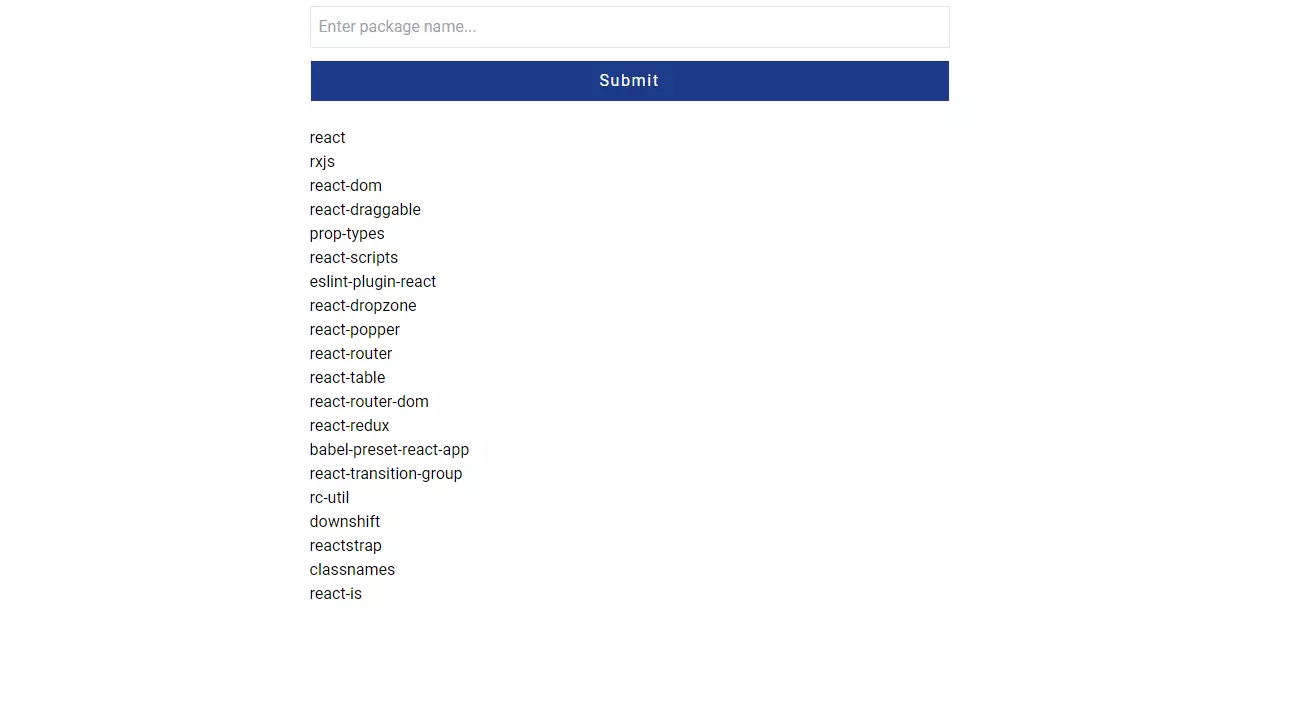 Enter package name...
Submit
react
rxjs
react-dom
react-draggable
prop-types
react-scripts
eslint-plugin-react
react-dropzone
react-popper
react-router
react-table
react-router-dom
react-redux
babel-preset-react-app
react-transition-group
rc-util
downshift
reactstrap
classnames
react-is